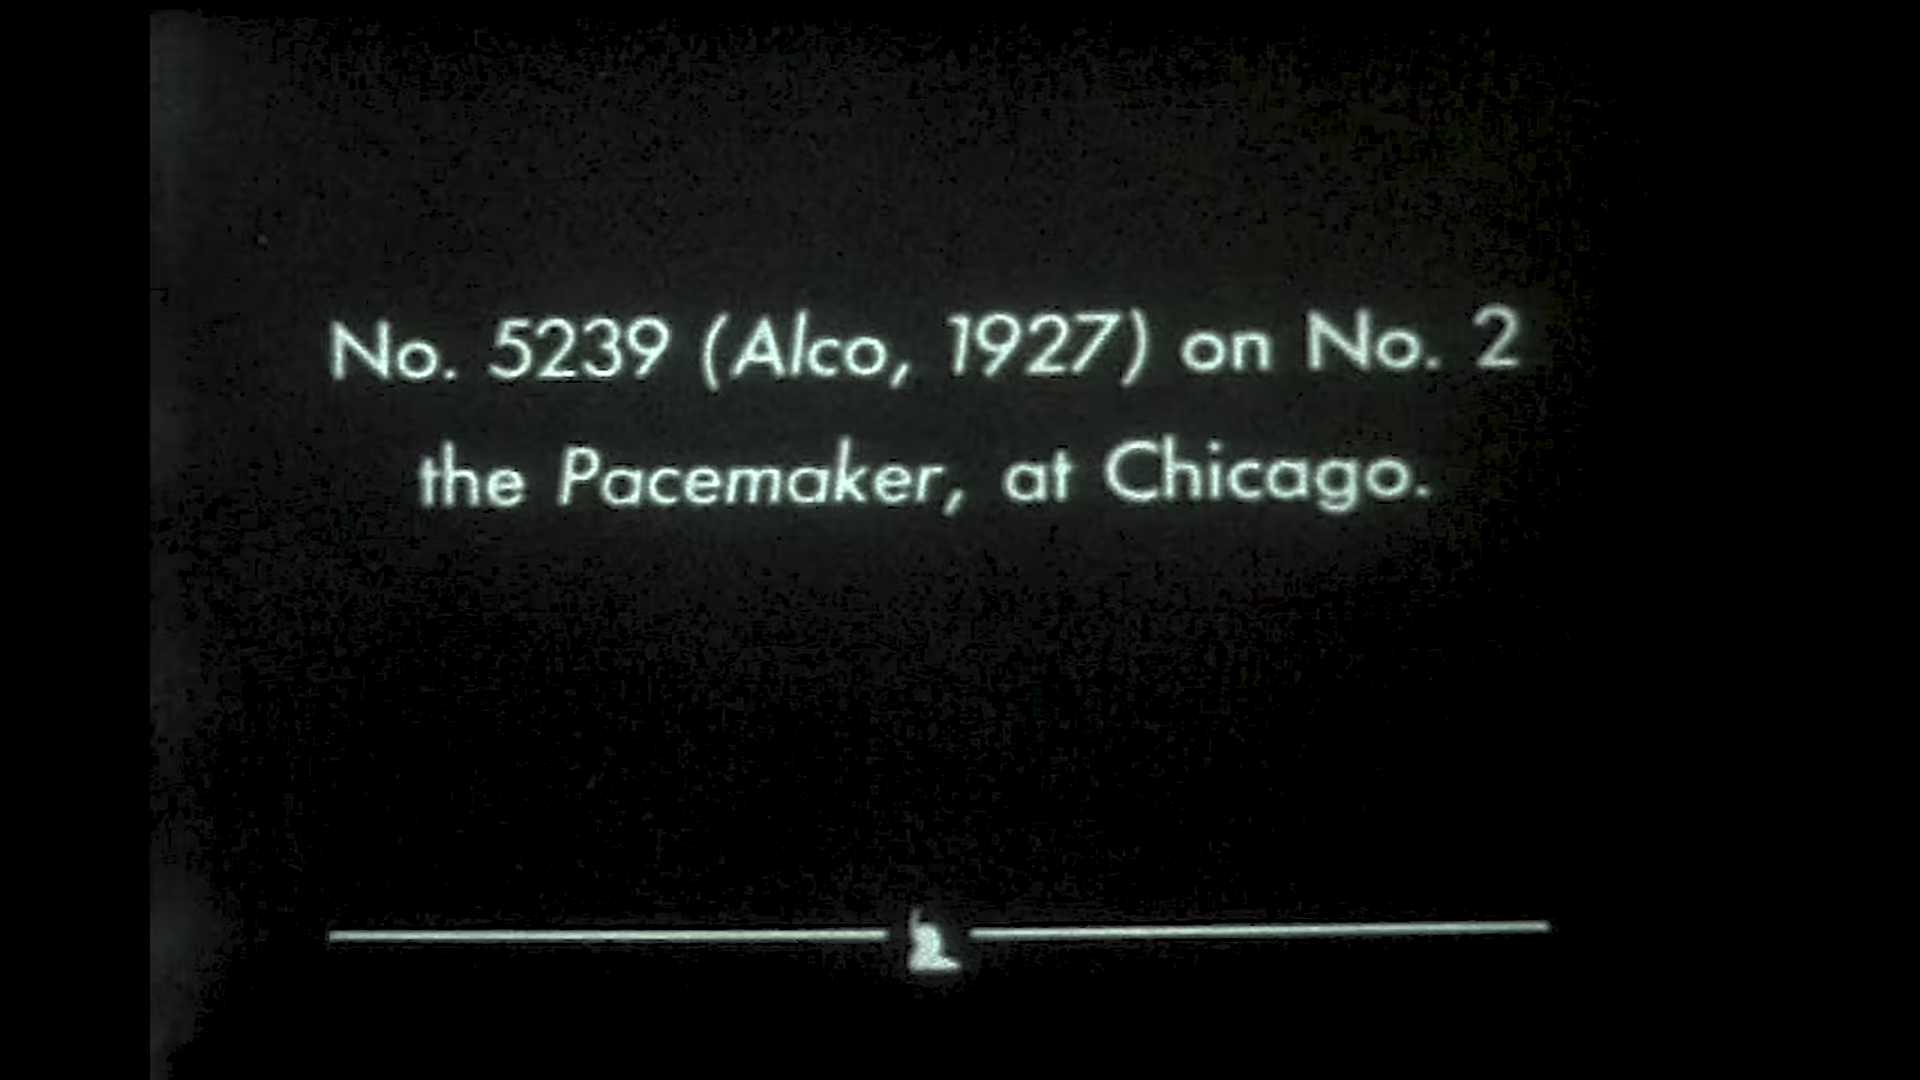 No. 5239 (Alco, 1927) on No. 2
the Pacemaker, at Chicago.